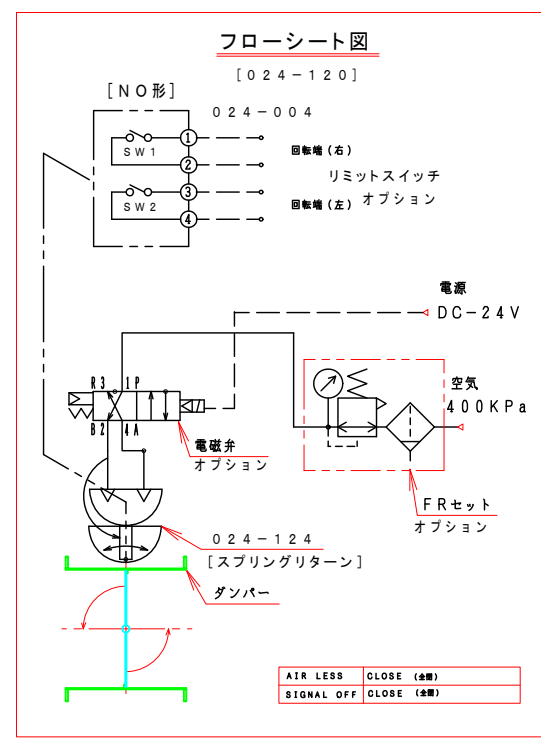 フローシート図
[024-120]
[NO形]
024-004
1
SW1
2
回転端(右)
リミットスイッチ
オプション
3
SW2
4
回転端(左)
電源
DC-24V
R3 1P
B2 4A
電磁弁
オプション
空気
400KPa
FRセット
オプション
024-124
[スプリングリターン]
ダンパー
AIR LESS CLOSE (全閉)
SIGNAL OFF CLOSE (全閉)